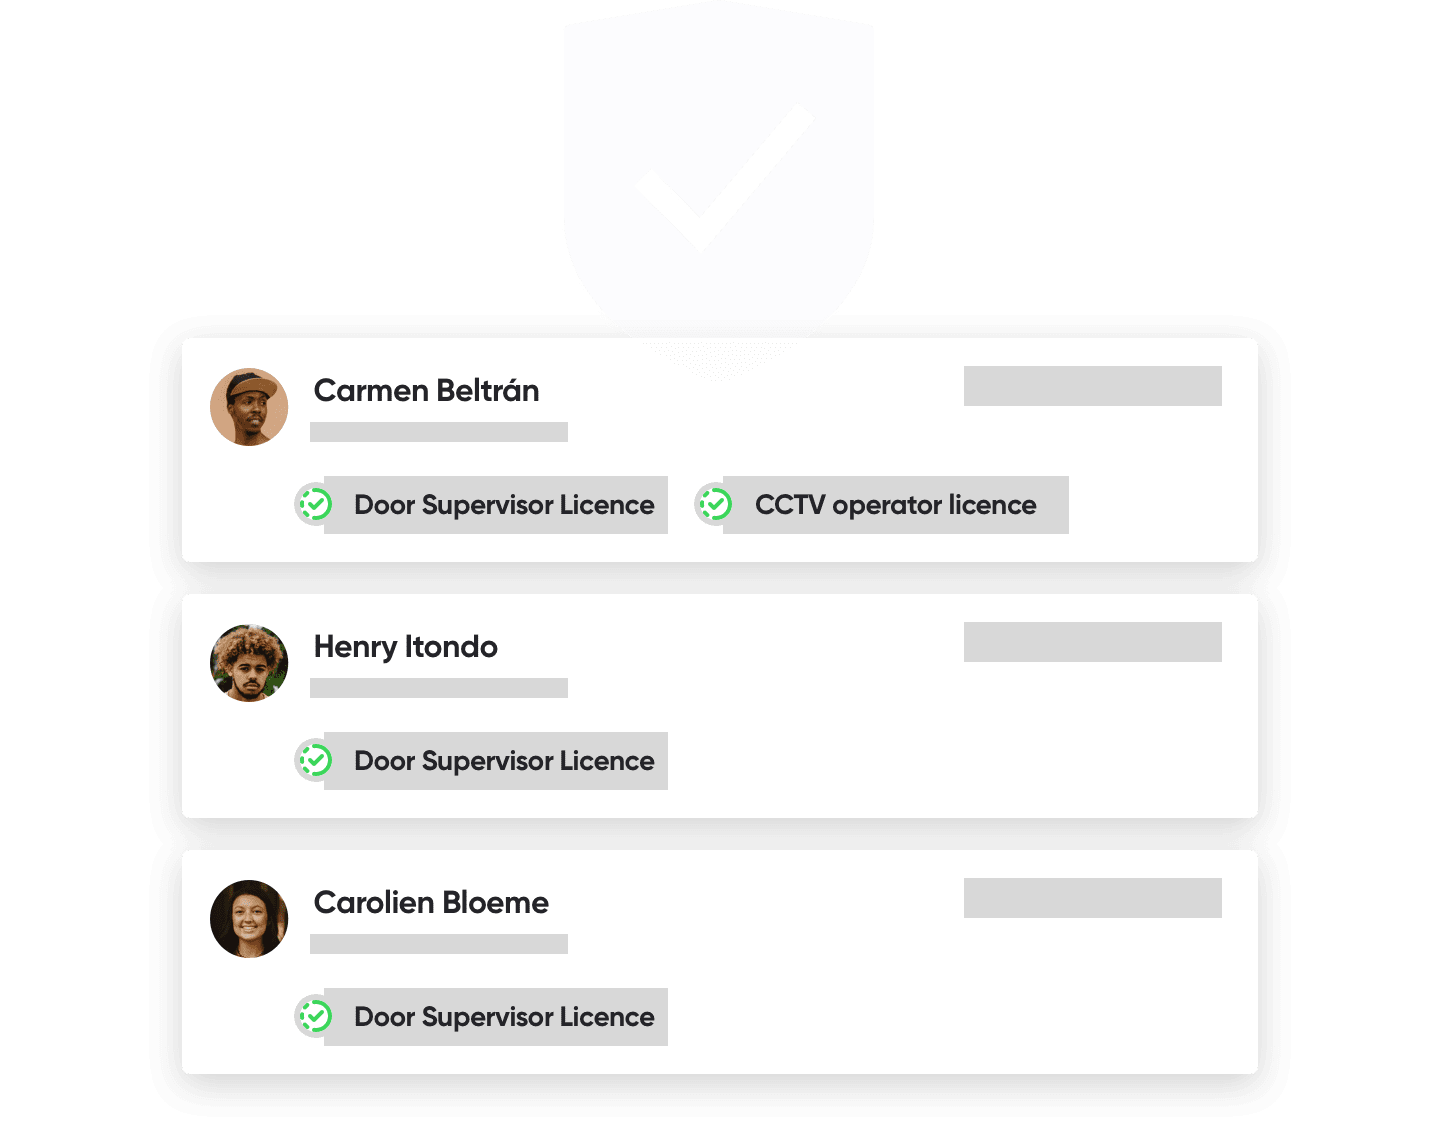 Carmen Beltrán
Door Supervisor Licence
CCTV operator licence
Henry Itondo
Door Supervisor Licence
Carolien Bloeme
Door Supervisor Licence